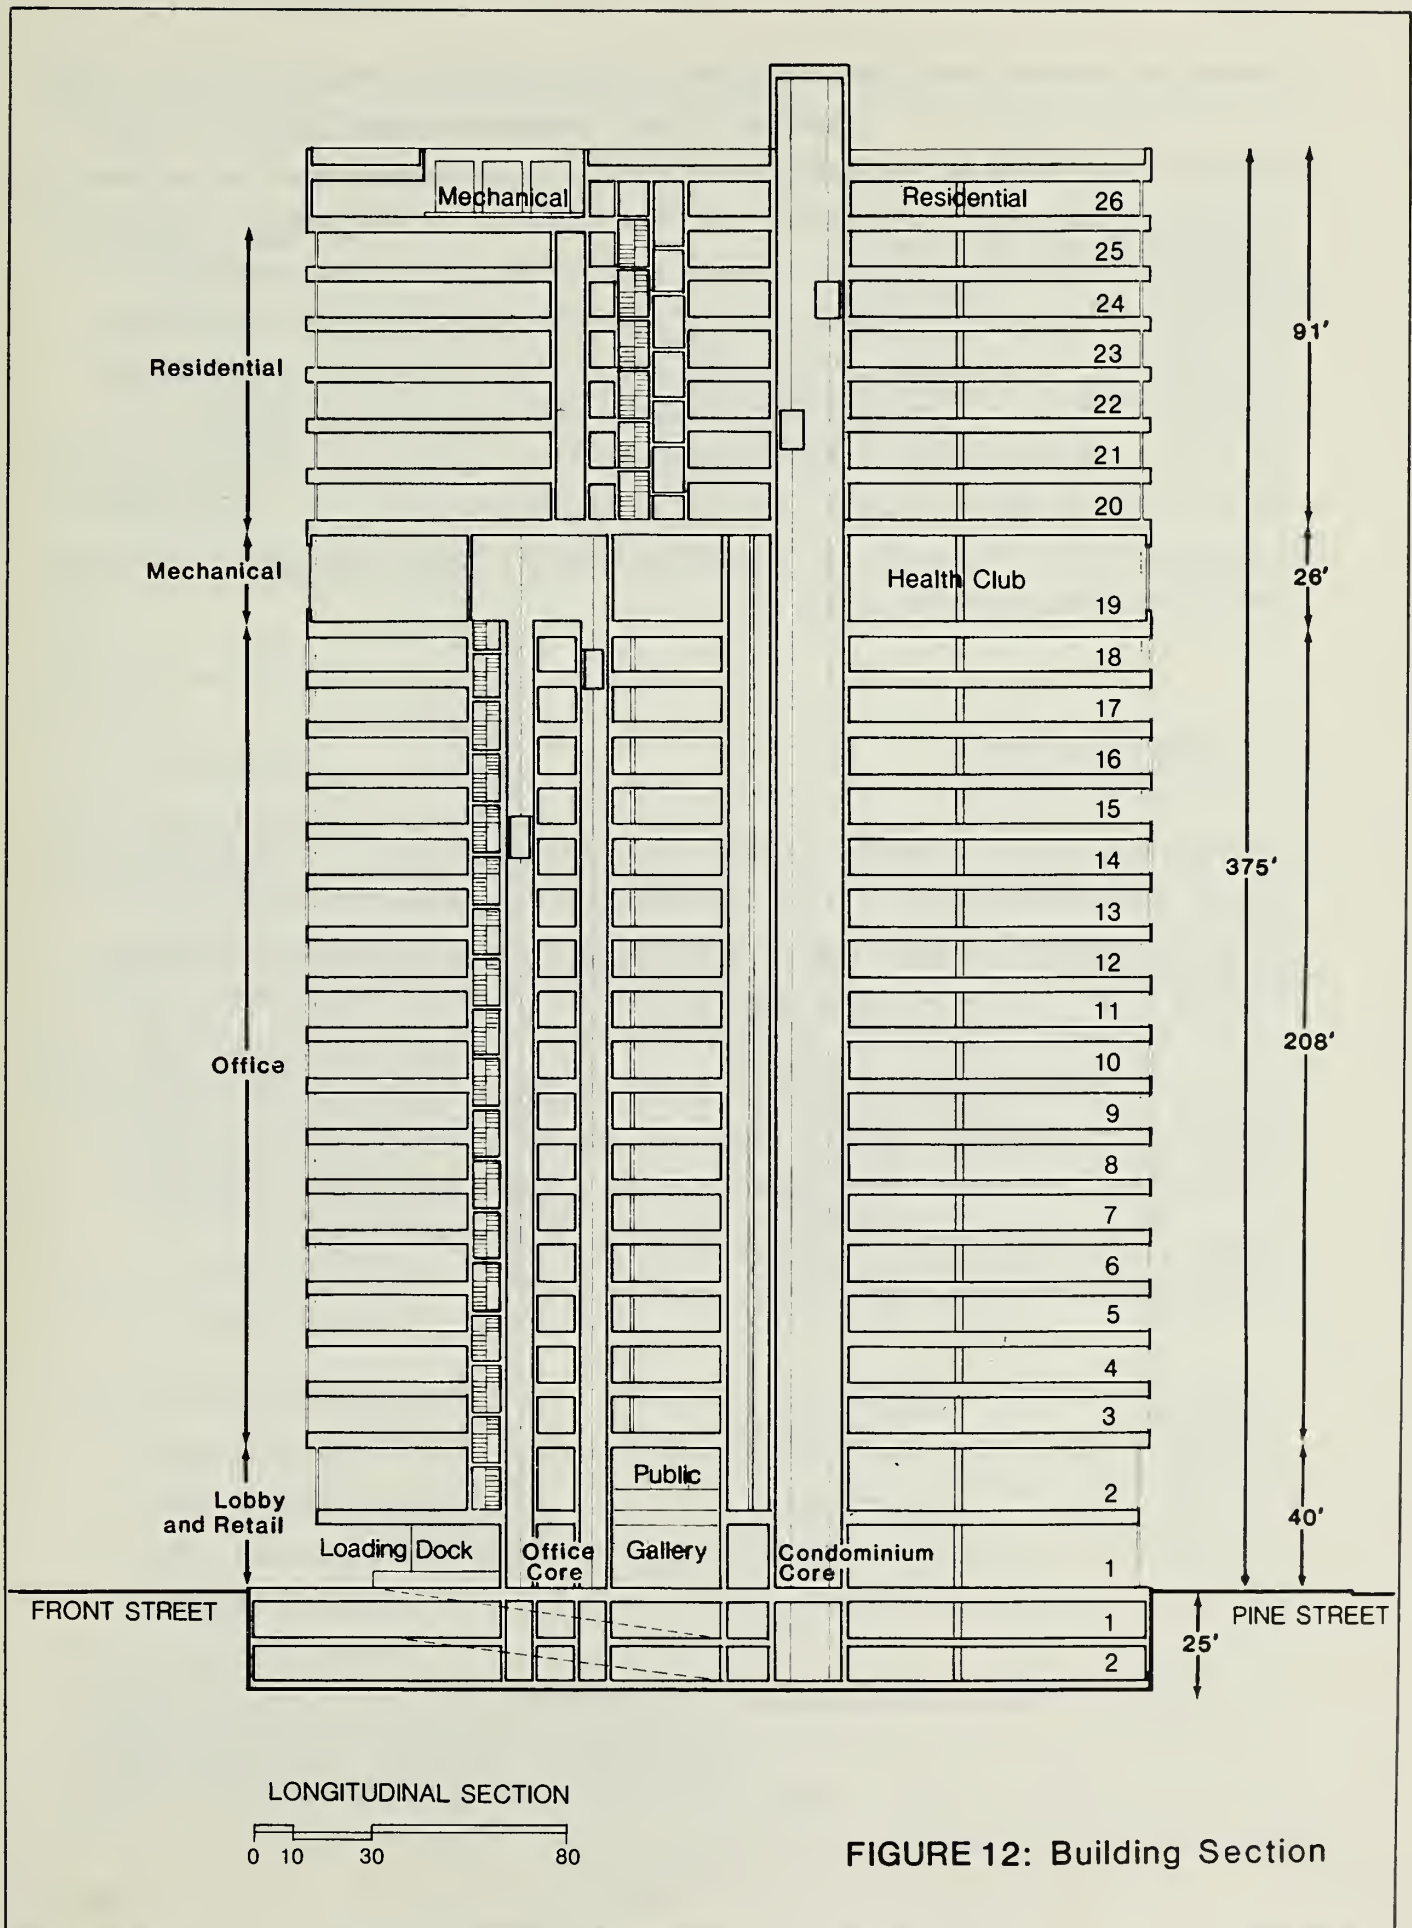 Mechanical
Residential
26
25
24
91'
23
Residential
22
21
20
Mechanical
Health Club
26'
19
18
17
16
15
14
375'
13
12
11
208'
10
Office
9
8
7
6
5
4
3
Public
2
Lobby
and Retail
40'
Loading Dock
Office
Core
Gallery
Condominium
Core
1
FRONT STREET
1
PINE STREET
25'
2
LONGITUDINAL SECTION
0 10 30 80
FIGURE 12: Building Section